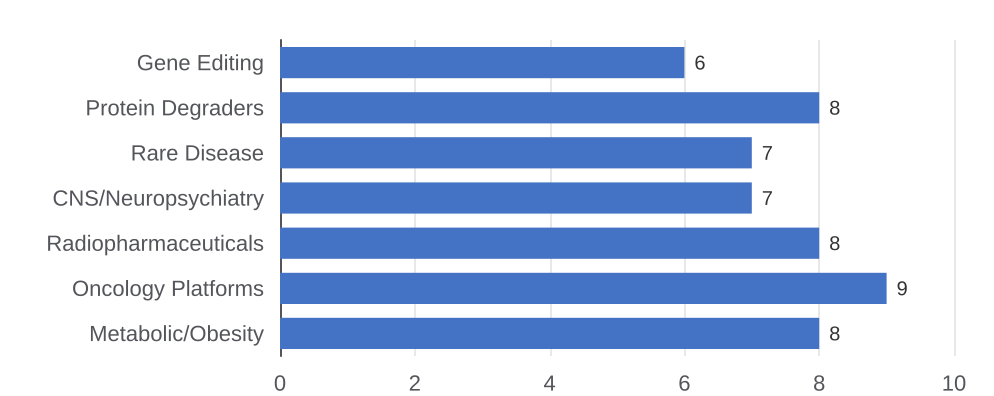 Gene Editing 6
Protein Degraders 8
Rare Disease 7
CNS/Neuropsychiatry 7
Radiopharmaceuticals 8
Oncology Platforms 9
Metabolic/Obesity 8
0 2 4 6 8 10